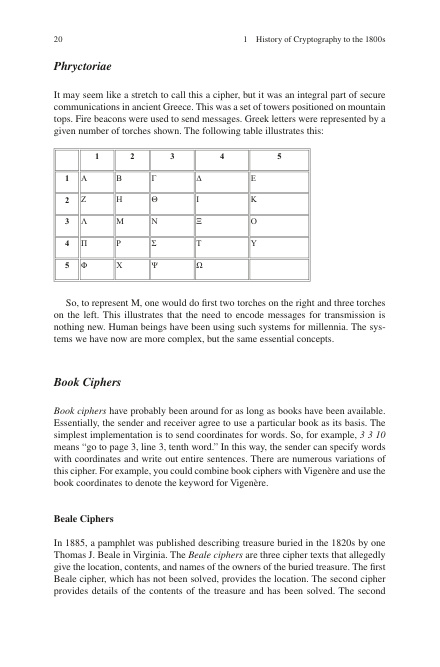 20
1 History of Cryptography to the 1800s
Phryctoriae
It may seem like a stretch to call this a cipher, but it was an integral part of secure
communications in ancient Greece. This was a set of towers positioned on mountain
tops. Fire beacons were used to send messages. Greek letters were represented by a
given number of torches shown. The following table illustrates this:
1 2 3 4 5
1 Α Β Γ Δ Ε
2 Ζ Η Θ Ι Κ
3 Λ Μ Ν Ξ Ο
4 Π Ρ Σ Τ Υ
5 Φ Χ Ψ Ω
So, to represent M, one would do first two torches on the right and three torches
on the left. This illustrates that the need to encode messages for transmission is
nothing new. Human beings have been using such systems for millennia. The sys-
tems we have now are more complex, but the same essential concepts.
Book Ciphers
Book ciphers have probably been around for as long as books have been available.
Essentially, the sender and receiver agree to use a particular book as its basis. The
simplest implementation is to send coordinates for words. So, for example, 3 3 10
means “go to page 3, line 3, tenth word.” In this way, the sender can specify words
with coordinates and write out entire sentences. There are numerous variations of
this cipher. For example, you could combine book ciphers with Vigenère and use the
book coordinates to denote the keyword for Vigenère.
Beale Ciphers
In 1885, a pamphlet was published describing treasure buried in the 1820s by one
Thomas J. Beale in Virginia. The Beale ciphers are three cipher texts that allegedly
give the location, contents, and names of the owners of the buried treasure. The first
Beale cipher, which has not been solved, provides the location. The second cipher
provides details of the contents of the treasure and has been solved. The second